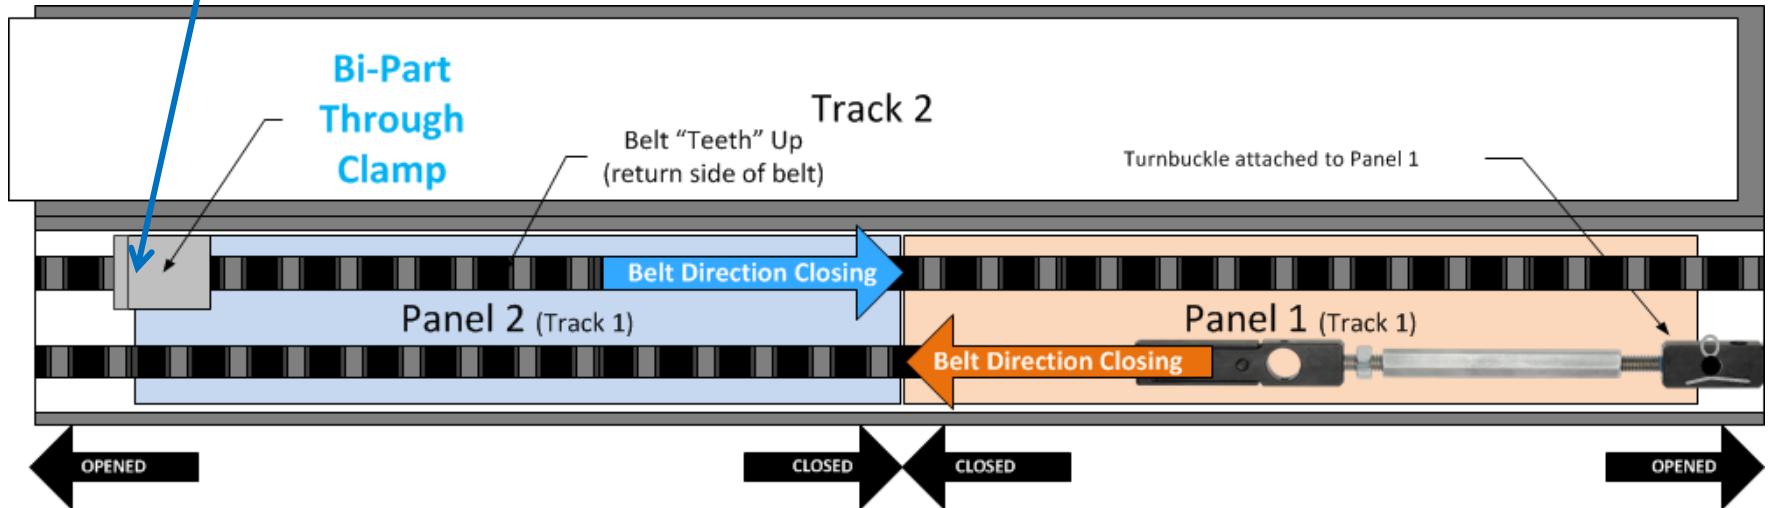 Bi-Part
Through
Clamp
Track 2
Belt “Teeth” Up
(return side of belt)
Turnbuckle attached to Panel 1
Belt Direction Closing
Panel 2 (Track 1)
Panel 1 (Track 1)
Belt Direction Closing
OPENED
CLOSED
CLOSED
OPENED